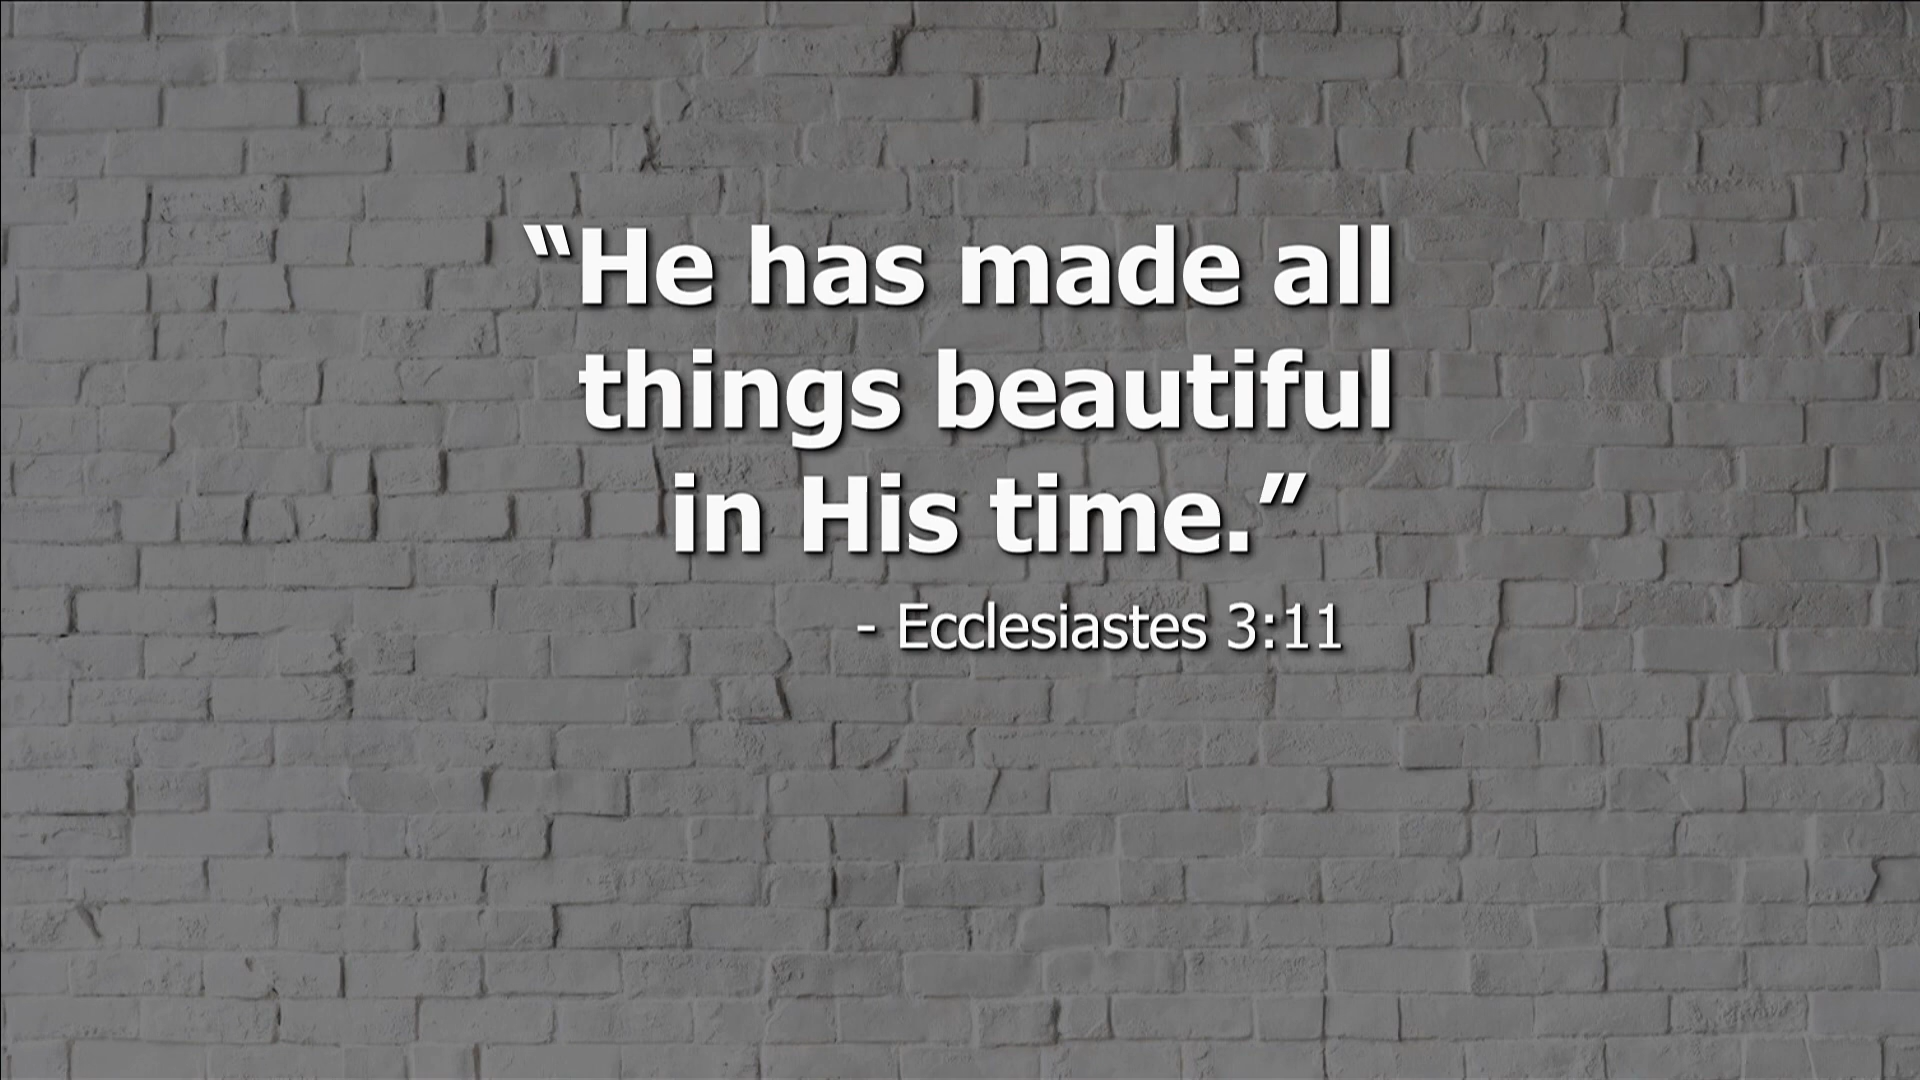 “He has made all
things beautiful
in His time.”
- Ecclesiastes 3:11